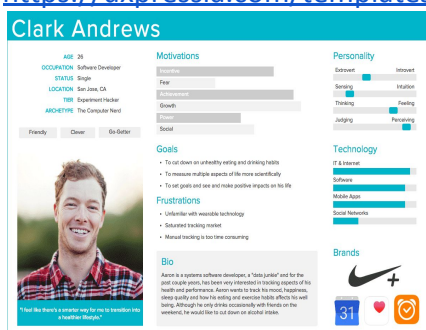 https://uxpressia.com/templates
Clark Andrews
AGE 26
OCCUPATION Software Developer
STATUS Single
LOCATION San Jose, CA
TIER Experiment Hacker
ARCHETYPE The Computer Nerd
Friendly Clever Go-Getter
"I feel like there's a smarter way for me to transition into
a healthier lifestyle."
Motivations
Incentive
Fear
Achievement
Growth
Power
Social
Goals
• To cut down on unhealthy eating and drinking habits
• To measure multiple aspects of life more scientifically
• To set goals and see and make positive impacts on his life
Frustrations
• Unfamiliar with wearable technology
• Saturated tracking market
• Manual tracking is too time consuming
Bio
Aaron is a systems software developer, a "data junkie" and for the
past couple years, has been very interested in tracking aspects of his
health and performance. Aaron wants to track his mood, happiness,
sleep quality and how his eating and exercise habits affects his well
being. Although he only drinks occasionally with friends on the
weekend, he would like to cut down on alcohol intake.
Personality
Extrovert Introvert
Sensing Intuition
Thinking Feeling
Judging Perceiving
Technology
IT & Internet
Software
Mobile Apps
Social Networks
Brands
+
31